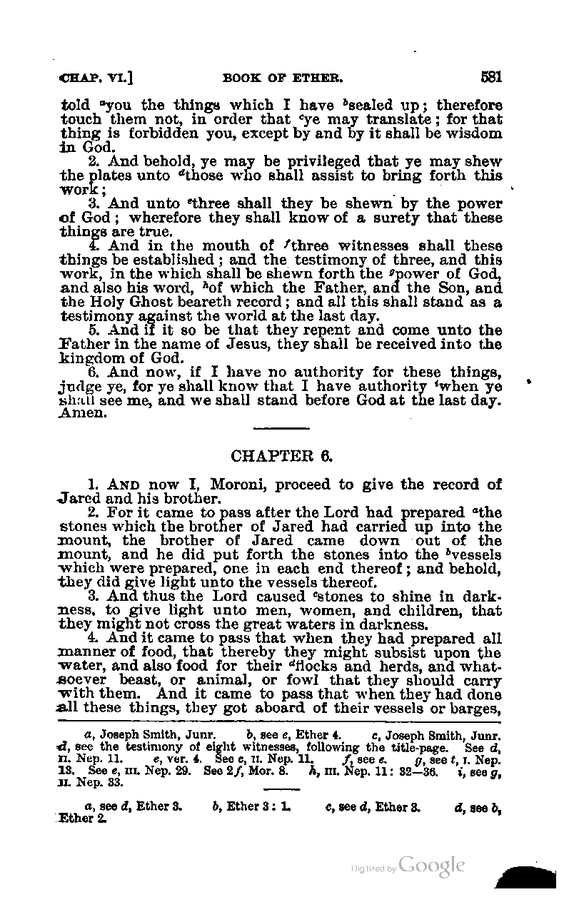 CHAP. VI.] BOOK OF ETHER. 581
told ᵃyou the things which I have ᵇsealed up; therefore
touch them not, in order that ᶜye may translate; for that
thing is forbidden you, except by and by it shall be wisdom
in God.
2. And behold, ye may be privileged that ye may shew
the plates unto ᵈthose who shall assist to bring forth this
work;
3. And unto ᵉthree shall they be shewn by the power
of God; wherefore they shall know of a surety that these
things are true.
4. And in the mouth of ᶠthree witnesses shall these
things be established; and the testimony of three, and this
work, in the which shall be shewn forth the ᵍpower of God,
and also his word, ʰof which the Father, and the Son, and
the Holy Ghost beareth record; and all this shall stand as a
testimony against the world at the last day.
5. And if it so be that they repent and come unto the
Father in the name of Jesus, they shall be received into the
kingdom of God.
6. And now, if I have no authority for these things,
judge ye, for ye shall know that I have authority ⁱwhen ye
shall see me, and we shall stand before God at the last day.
Amen.
CHAPTER 6.
1. AND now I, Moroni, proceed to give the record of
Jared and his brother.
2. For it came to pass after the Lord had prepared ᵃthe
stones which the brother of Jared had carried up into the
mount, the brother of Jared came down out of the
mount, and he did put forth the stones into the ᵇvessels
which were prepared, one in each end thereof; and behold,
they did give light unto the vessels thereof.
3. And thus the Lord caused ᶜstones to shine in dark-
ness, to give light unto men, women, and children, that
they might not cross the great waters in darkness.
4. And it came to pass that when they had prepared all
manner of food, that thereby they might subsist upon the
water, and also food for their ᵈflocks and herds, and what-
soever beast, or animal, or fowl that they should carry
with them. And it came to pass that when they had done
all these things, they got aboard of their vessels or barges,
a, Joseph Smith, Junr. b, see e, Ether 4. c, Joseph Smith, Junr.
d, see the testimony of eight witnesses, following the title-page. See d,
II. Nep. 11. e, ver. 4. See c, II. Nep. 11. f, see e. g, see t, I. Nep.
13. See e, III. Nep. 29. See 2f, Mor. 8. h, III. Nep. 11: 32—36. i, see g,
II. Nep. 33.
a, see d, Ether 3. b, Ether 3: 1. c, see d, Ether 3. d, see b,
Ether 2.
Digitized by Google